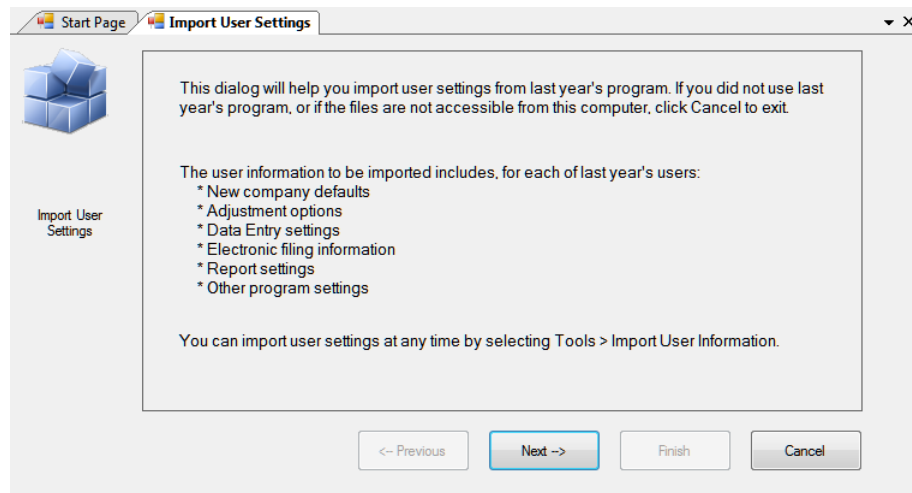 Start Page
Import User Settings
This dialog will help you import user settings from last year's program. If you did not use last
year's program, or if the files are not accessible from this computer, click Cancel to exit.
The user information to be imported includes, for each of last year's users:
* New company defaults
* Adjustment options
* Data Entry settings
* Electronic filing information
* Report settings
* Other program settings
Import User
Settings
You can import user settings at any time by selecting Tools > Import User Information.
<-- Previous
Next -->
Finish
Cancel